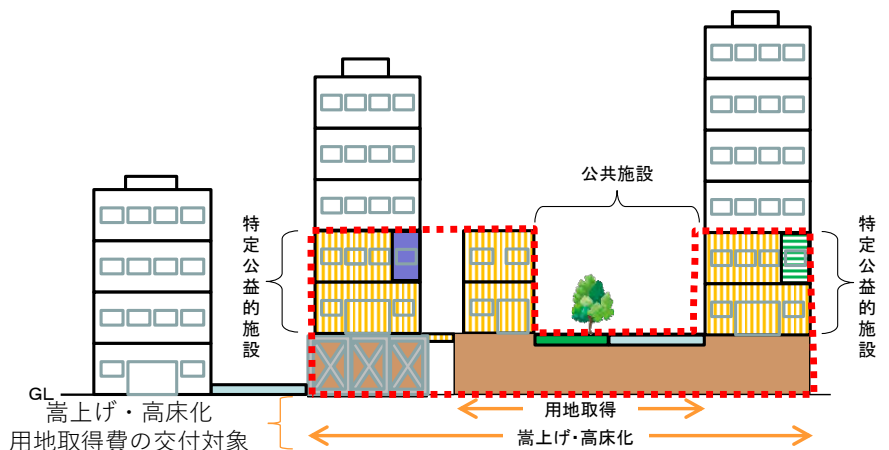 公共施設
特定公益的施設
特定公益的施設
GL
嵩上げ・高床化
用地取得費の交付対象
用地取得
嵩上げ・高床化